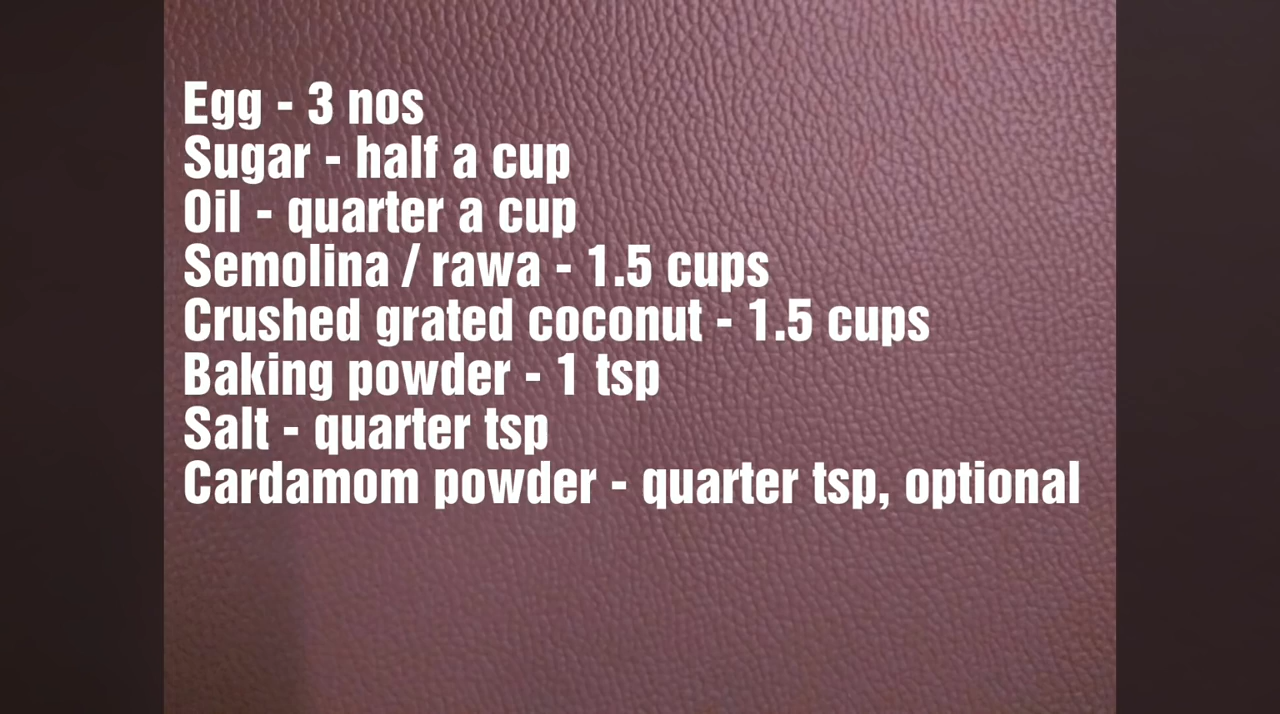 Egg - 3 nos
Sugar - half a cup
Oil - quarter a cup
Semolina / rawa - 1.5 cups
Crushed grated coconut - 1.5 cups
Baking powder - 1 tsp
Salt - quarter tsp
Cardamom powder - quarter tsp, optional